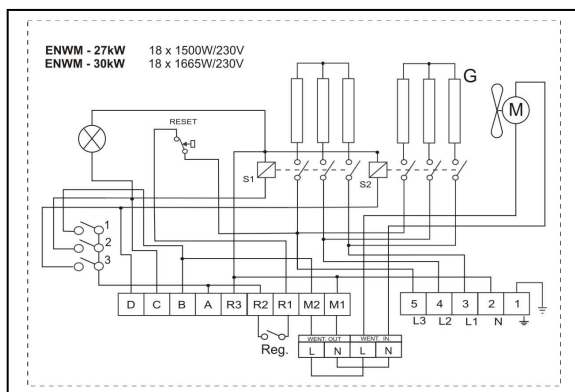 ENWM - 27kW 18 x 1500W/230V
ENWM - 30kW 18 x 1665W/230V
G
M
RESET
S1
S2
1
2
3
D C B A R3 R2 R1 M2 M1
5 4 3 2 1
L3 L2 L1 N
Reg.
WENT. OUT WENT. IN.
L N L N